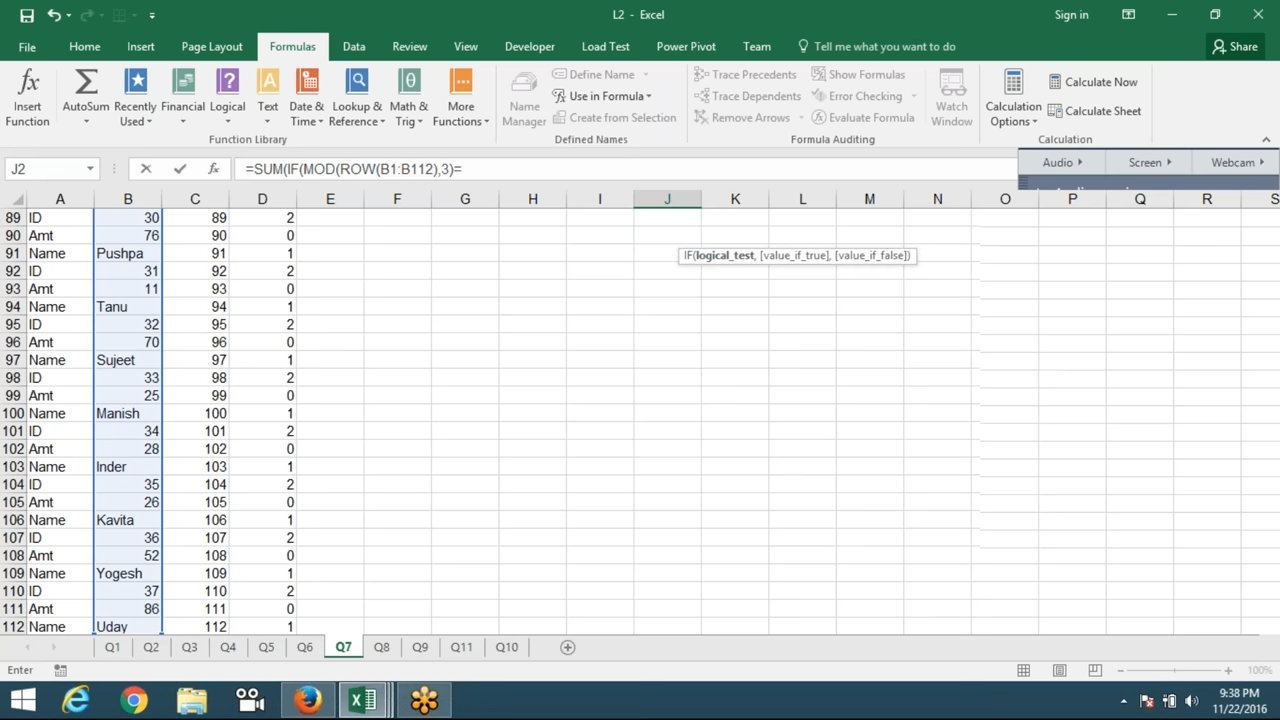 L2 - Excel
Sign in
File Home Insert Page Layout Formulas Data Review View Developer Load Test Power Pivot Team Tell me what you want to do Share
Insert Function
AutoSum
Recently Used
Financial
Logical
Text
Date & Time
Lookup & Reference
Math & Trig
More Functions
Function Library
Name Manager
Define Name
Use in Formula
Create from Selection
Defined Names
Trace Precedents
Trace Dependents
Remove Arrows
Show Formulas
Error Checking
Evaluate Formula
Formula Auditing
Watch Window
Calculation Options
Calculate Now
Calculate Sheet
Calculation
J2 fx =SUM(IF(MOD(ROW(B1:B112),3)=
Audio Screen Webcam
A B C D E F G H I J K L M N O P Q R S
89 ID 30 89 2
90 Amt 76 90 0
91 Name Pushpa 91 1
IF(logical_test, [value_if_true], [value_if_false])
92 ID 31 92 2
93 Amt 11 93 0
94 Name Tanu 94 1
95 ID 32 95 2
96 Amt 70 96 0
97 Name Sujeet 97 1
98 ID 33 98 2
99 Amt 25 99 0
100 Name Manish 100 1
101 ID 34 101 2
102 Amt 28 102 0
103 Name Inder 103 1
104 ID 35 104 2
105 Amt 26 105 0
106 Name Kavita 106 1
107 ID 36 107 2
108 Amt 52 108 0
109 Name Yogesh 109 1
110 ID 37 110 2
111 Amt 86 111 0
112 Name Uday 112 1
Q1 Q2 Q3 Q4 Q5 Q6 Q7 Q8 Q9 Q11 Q10
Enter
100%
9:38 PM
11/22/2016